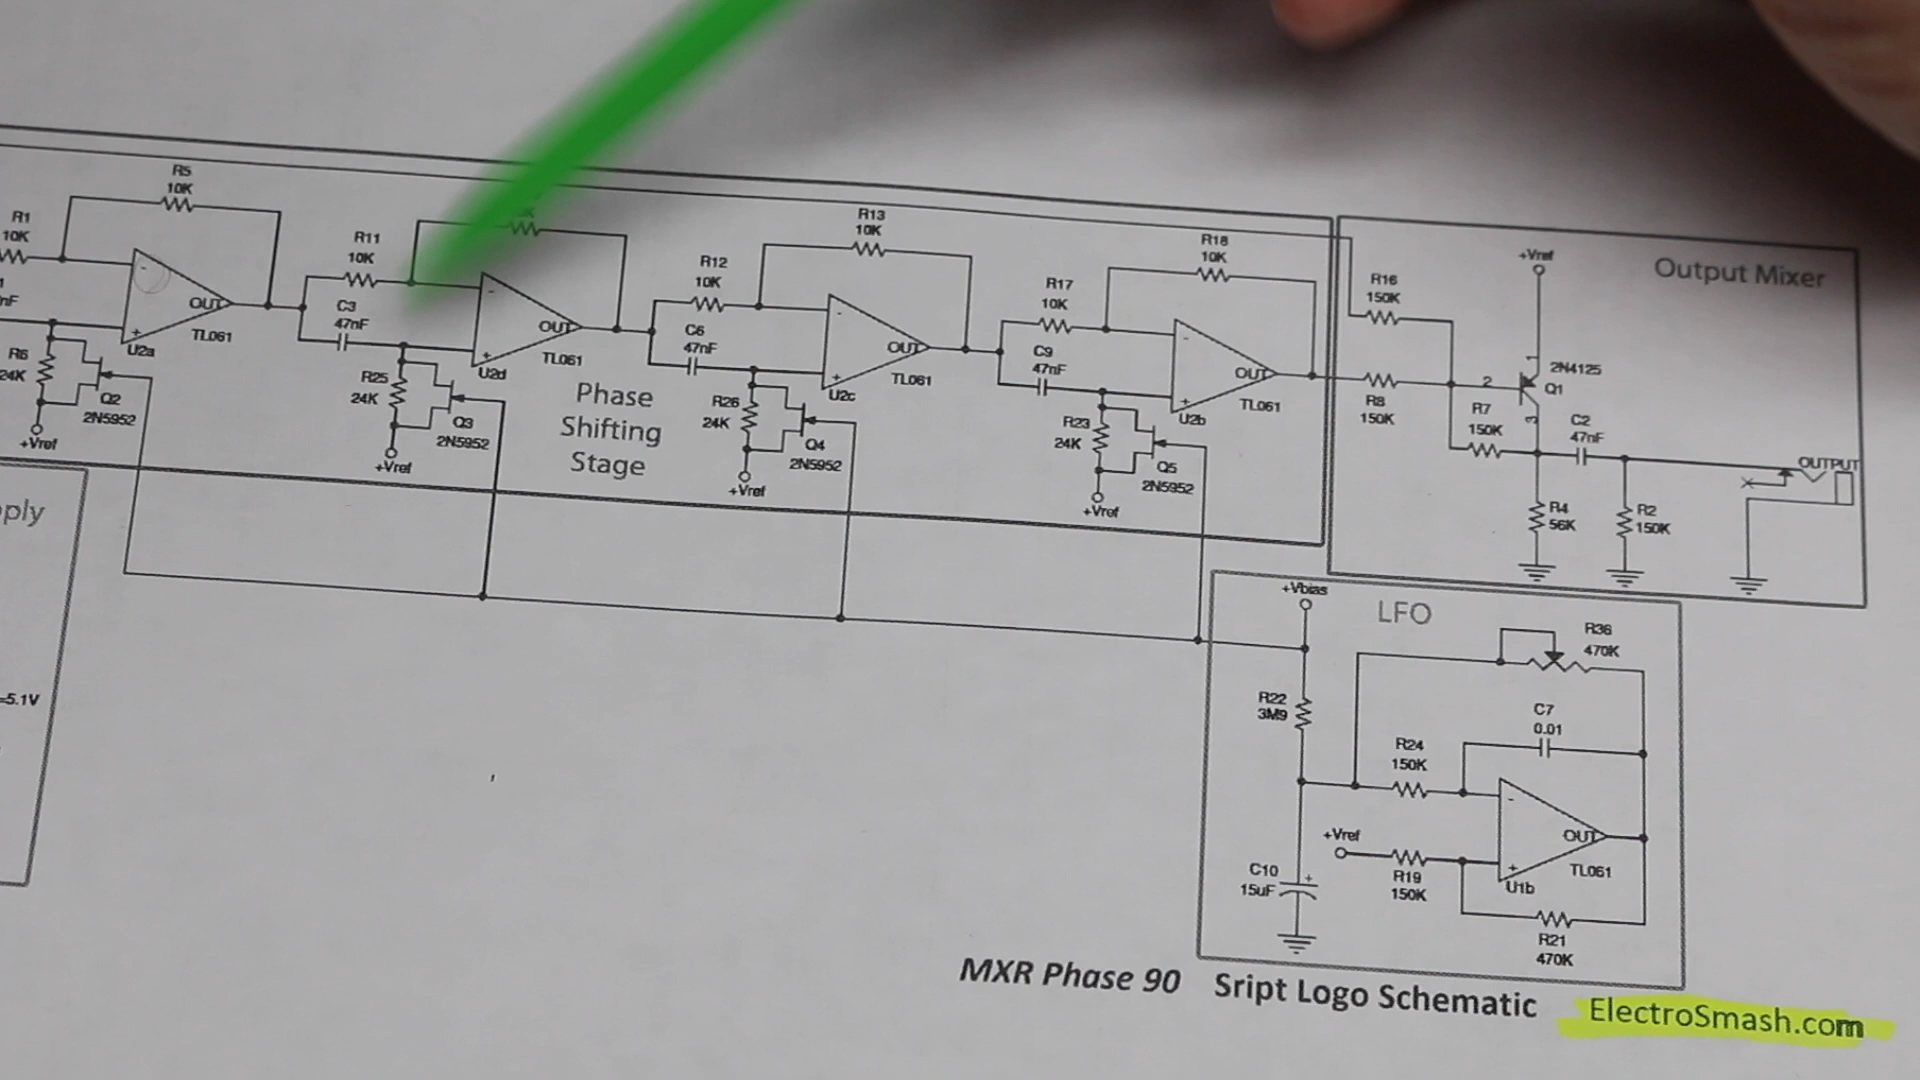 R5
10K
R1
10K
R11
10K
OUT
TL061
U2a
C3
47nF
R6
24K
Q2
2N5952
+Vref
OUT
TL061
U2d
R25
24K
Q3
2N5952
+Vref
R12
10K
C6
47nF
R13
10K
OUT
TL061
U2c
R26
24K
Q4
2N5952
+Vref
Phase
Shifting
Stage
R17
10K
C9
47nF
R18
10K
OUT
TL061
U2b
R23
24K
Q5
2N5952
+Vref
Output Mixer
+Vref
R16
150K
R8
150K
2
1
3
2N4125
Q1
R7
150K
C2
47nF
R4
56K
R2
150K
OUTPUT
ply
=5.1V
+Vbias
LFO
R36
470K
R22
3M9
C7
0.01
R24
150K
+Vref
R19
150K
OUT
TL061
U1b
C10
15uF
+
R21
470K
MXR Phase 90 Sript Logo Schematic
ElectroSmash.com